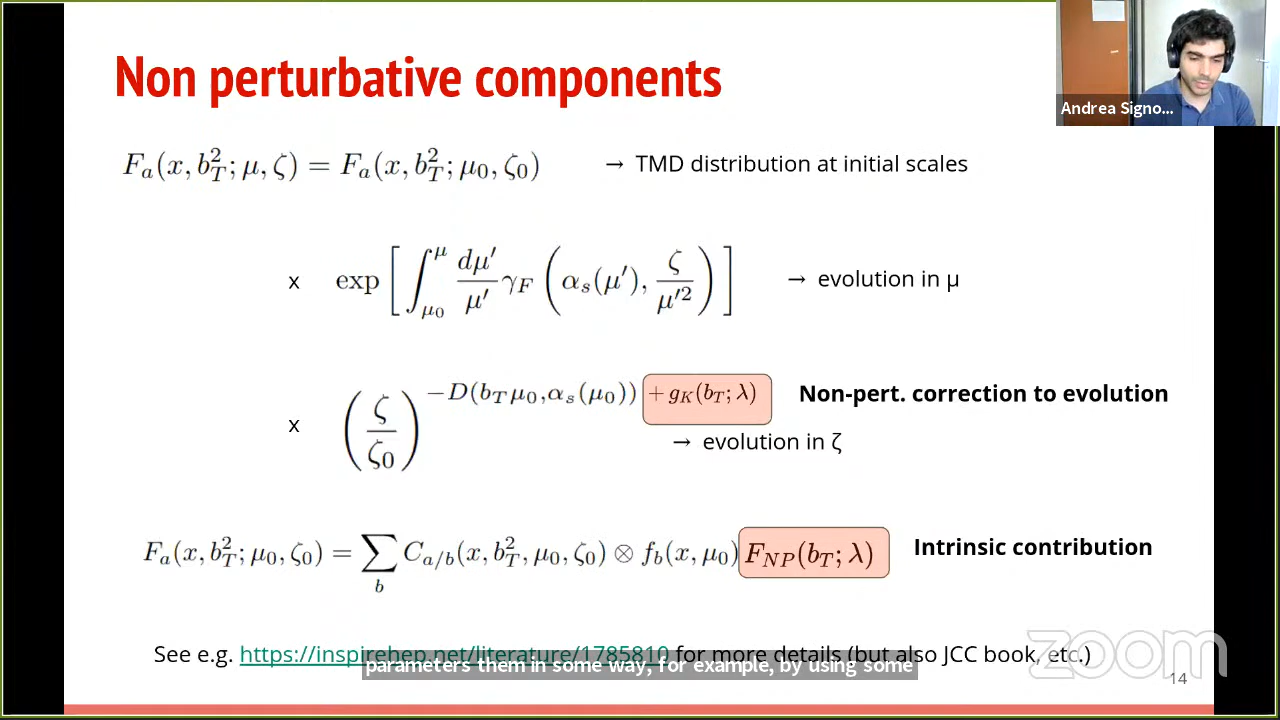 Non perturbative components
Andrea Signo...
F_a(x, b_T^2; μ, ζ) = F_a(x, b_T^2; μ_0, ζ_0) → TMD distribution at initial scales
x exp [ ∫_{μ_0}^{μ} dμ′/μ′ γ_F ( α_s(μ′), ζ/μ′^2 ) ] → evolution in μ
x (ζ/ζ_0)^{−D(b_T μ_0, α_s(μ_0)) + g_K(b_T; λ)} Non-pert. correction to evolution
→ evolution in ζ
F_a(x, b_T^2; μ_0, ζ_0) = Σ_b C_{a/b}(x, b_T^2, μ_0, ζ_0) ⊗ f_b(x, μ_0) F_{NP}(b_T; λ) Intrinsic contribution
See e.g. https://inspirehep.net/literature/1785810 for more details (but also JCC book, etc.)
parameters them in some way, for example, by using some
zoom
14